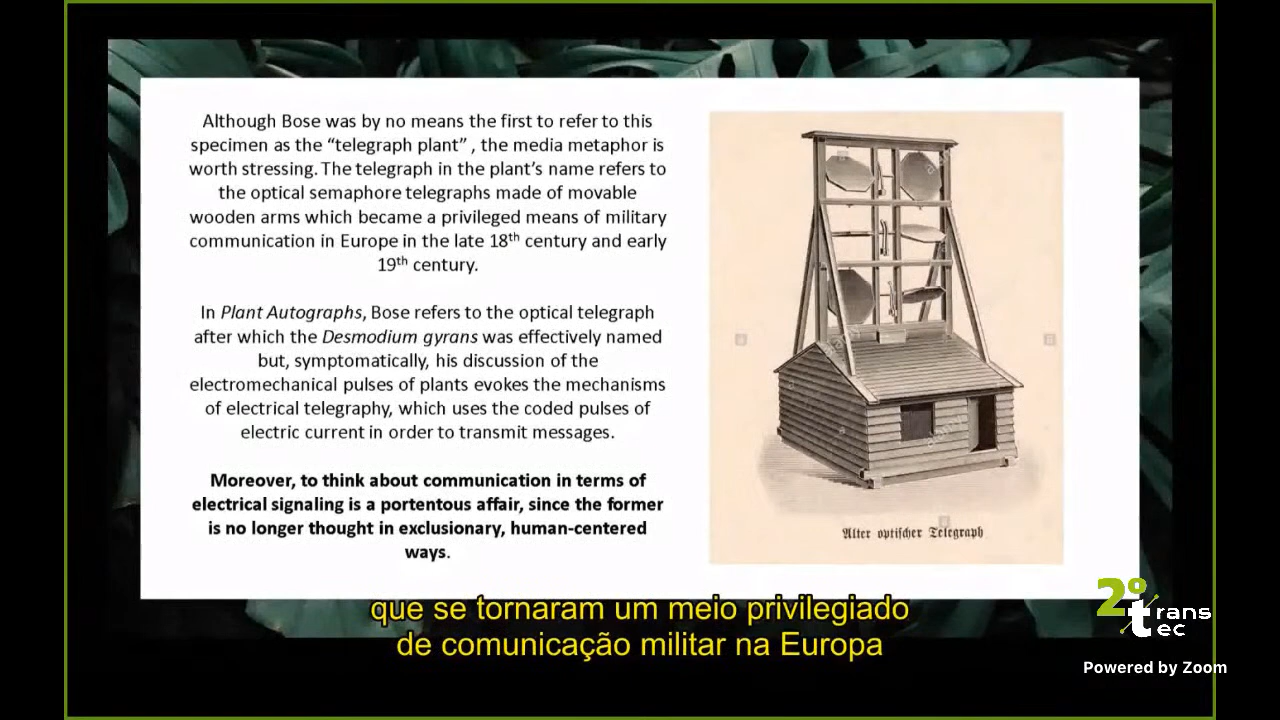 Although Bose was by no means the first to refer to this
specimen as the “telegraph plant” , the media metaphor is
worth stressing. The telegraph in the plant’s name refers to
the optical semaphore telegraphs made of movable
wooden arms which became a privileged means of military
communication in Europe in the late 18th century and early
19th century.
In Plant Autographs, Bose refers to the optical telegraph
after which the Desmodium gyrans was effectively named
but, symptomatically, his discussion of the
electromechanical pulses of plants evokes the mechanisms
of electrical telegraphy, which uses the coded pulses of
electric current in order to transmit messages.
Moreover, to think about communication in terms of
electrical signaling is a portentous affair, since the former
is no longer thought in exclusionary, human-centered
ways.
Alter optischer Telegraph
que se tornaram um meio privilegiado
de comunicação militar na Europa
2º
trans
tec
Powered by Zoom